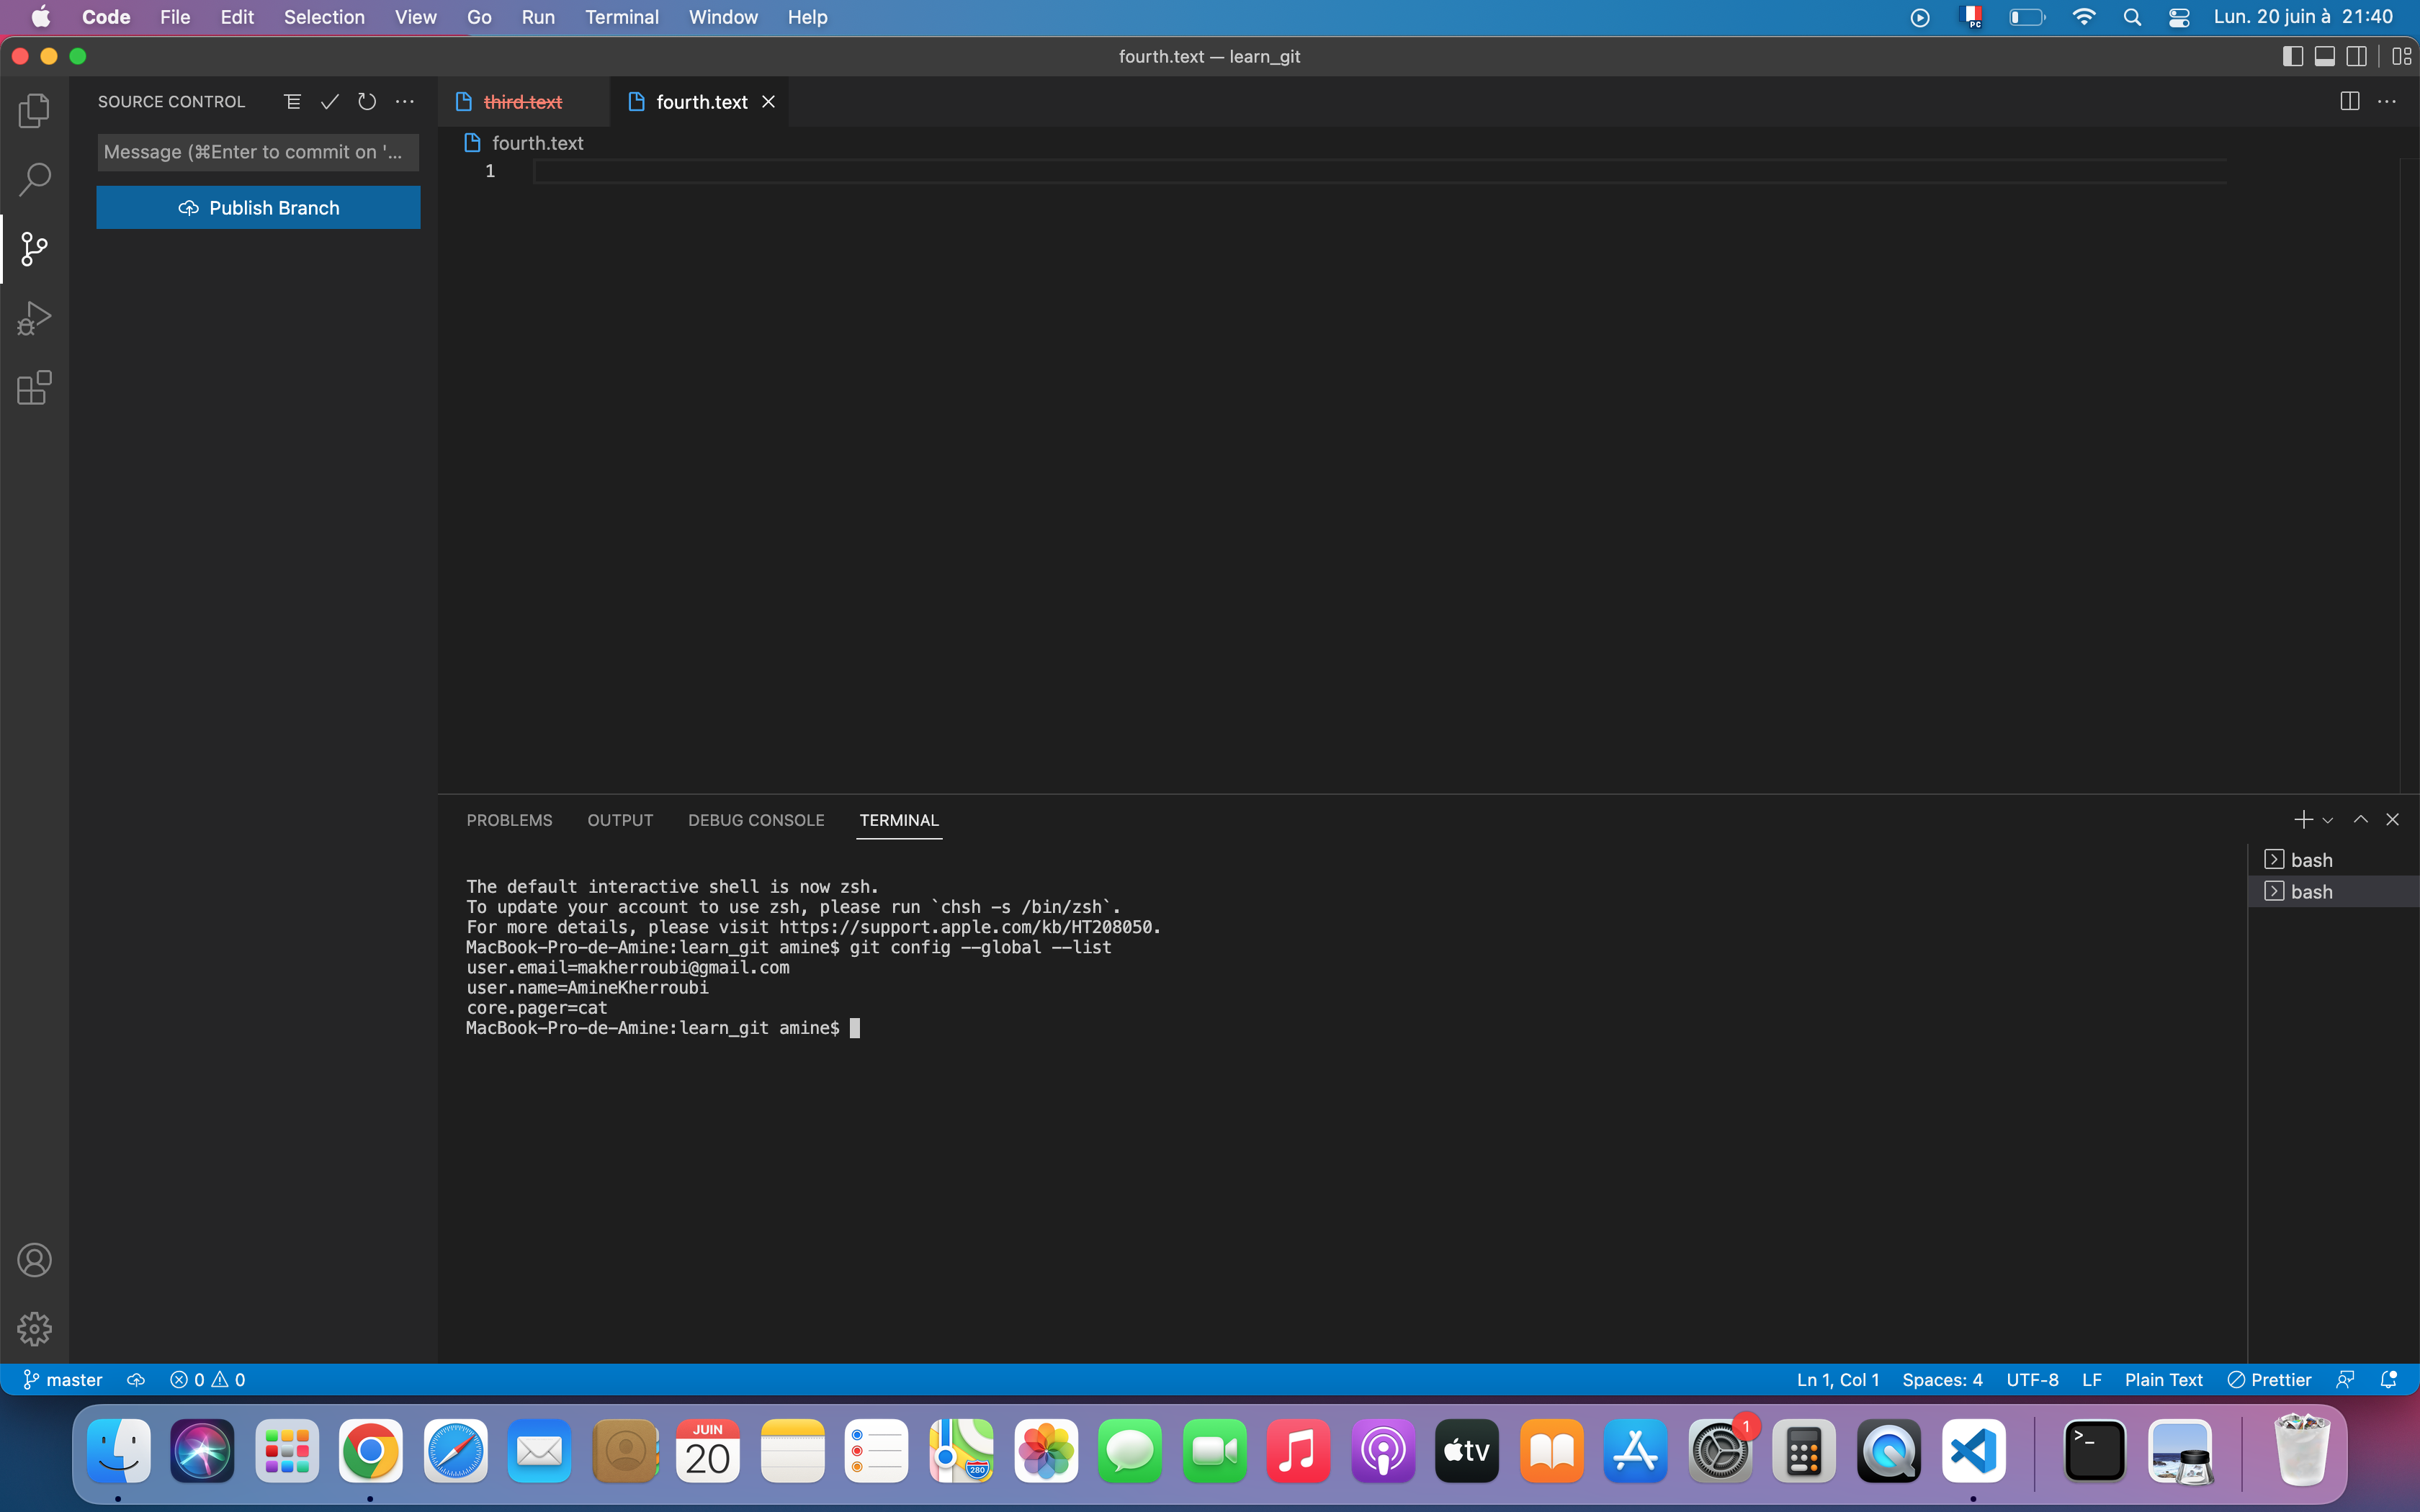 Code File Edit Selection View Go Run Terminal Window Help
PC
Lun. 20 juin à 21:40
fourth.text — learn_git
SOURCE CONTROL
third.text
fourth.text
Message (⌘Enter to commit on '...
fourth.text
Publish Branch
1
PROBLEMS OUTPUT DEBUG CONSOLE TERMINAL
bash
bash
The default interactive shell is now zsh.
To update your account to use zsh, please run `chsh -s /bin/zsh`.
For more details, please visit https://support.apple.com/kb/HT208050.
MacBook-Pro-de-Amine:learn_git amine$ git config --global --list
user.email=makherroubi@gmail.com
user.name=AmineKherroubi
core.pager=cat
MacBook-Pro-de-Amine:learn_git amine$
master 0 0
Ln 1, Col 1 Spaces: 4 UTF-8 LF Plain Text Prettier
JUIN
20
280
tv
1
>_